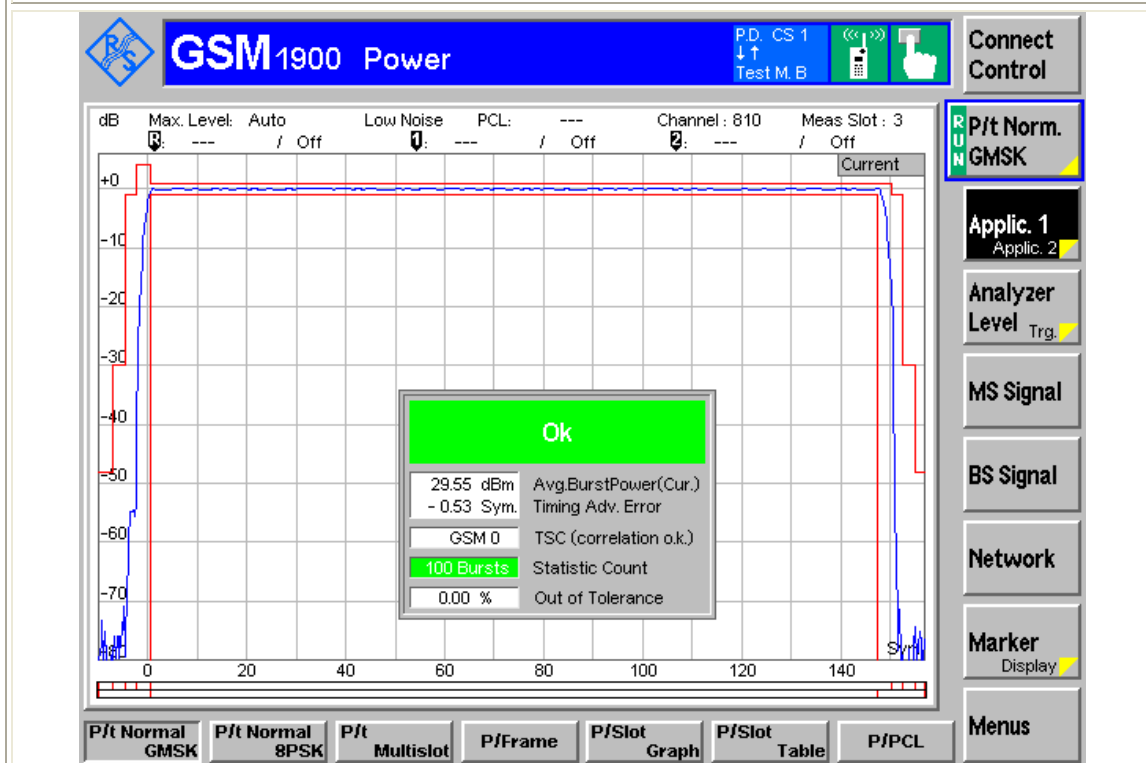 R S
GSM 1900 Power
P.D. CS 1
↓↑
Test M. B
Connect
Control
dB Max. Level: Auto Low Noise PCL: --- Channel : 810 Meas Slot : 3
R: --- / Off 1: --- / Off 2: --- / Off
Current
RUN
P/t Norm.
GMSK
Applic. 1
Applic. 2
Analyzer
Level Trg.
MS Signal
BS Signal
Network
Marker
Display
Menus
+0
-10
-20
-30
-40
-50
-60
-70
0 20 40 60 80 100 120 140
Ok
29.55 dBm Avg.BurstPower(Cur.)
- 0.53 Sym. Timing Adv. Error
GSM 0 TSC (correlation o.k.)
100 Bursts Statistic Count
0.00 % Out of Tolerance
P/t Normal
GMSK
P/t Normal
8PSK
P/t
Multislot
P/Frame
P/Slot
Graph
P/Slot
Table
P/PCL